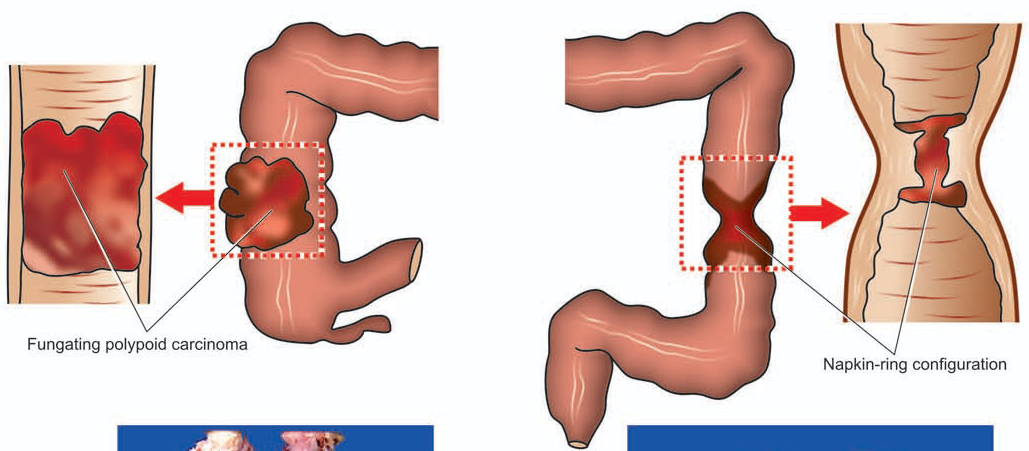 Fungating polypoid carcinoma
Napkin-ring configuration